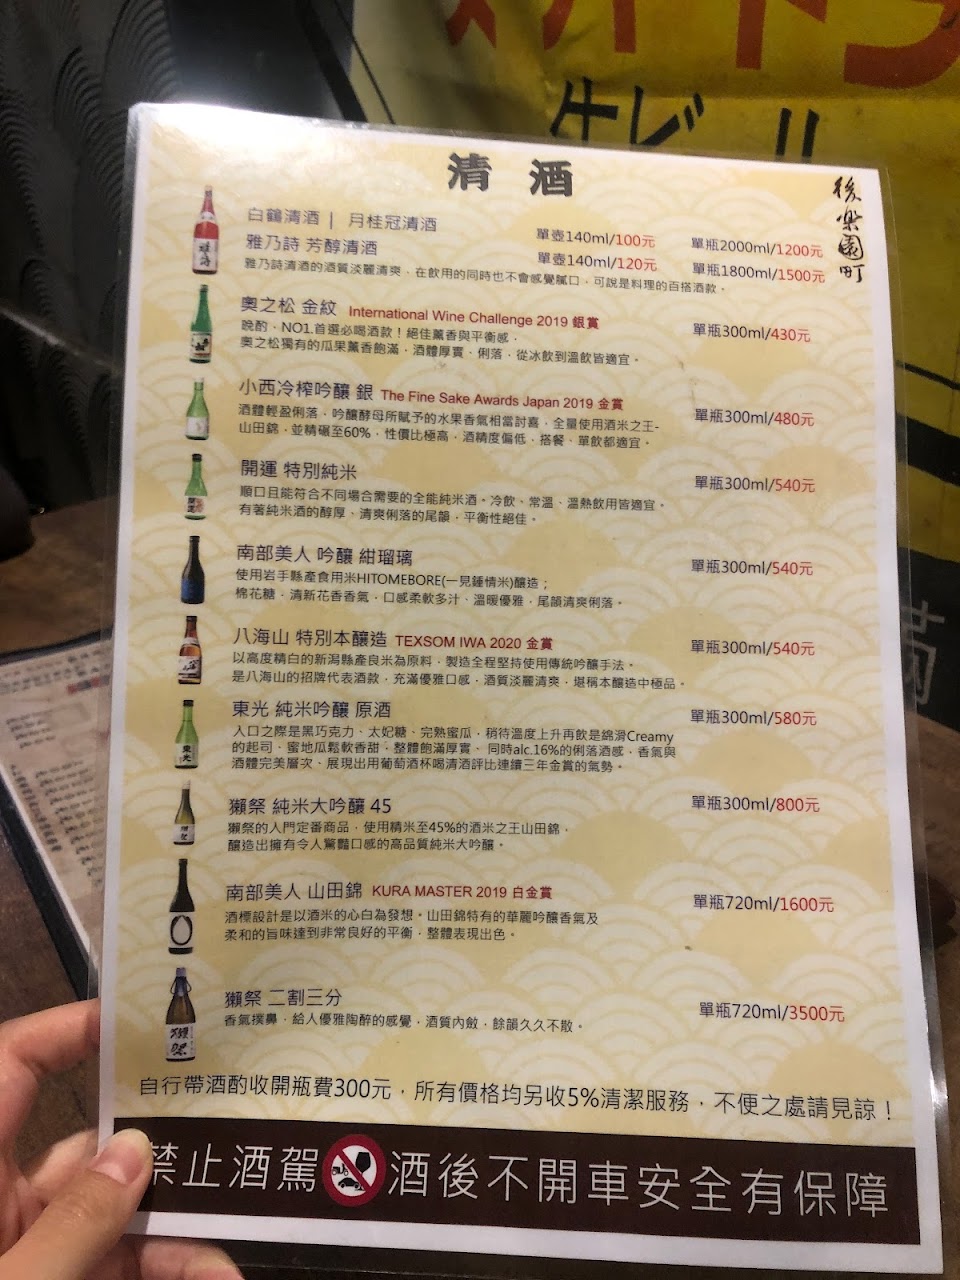 清酒
後樂園町
白鶴清酒 | 月桂冠清酒 單壺140ml/100元 單瓶2000ml/1200元
雅乃詩 芳醇清酒 單壺140ml/120元 單瓶1800ml/1500元
雅乃詩清酒的酒質淡麗清爽、在飲用的同時也不會感覺膩口，可說是料理的百搭酒款。
奧之松 金紋 International Wine Challenge 2019 銀賞 單瓶300ml/430元
晚酌，NO1.首選必喝酒款！絕佳薰香與平衡感，
奧之松獨有的瓜果薰香飽滿，酒體厚實、俐落，從冰飲到溫飲皆適宜。
小西冷榨吟釀 銀 The Fine Sake Awards Japan 2019 金賞 單瓶300ml/480元
酒體輕盈俐落，吟釀酵母所賦予的水果香氣相當討喜，全量使用酒米之王-
山田錦，並精碾至60%，性價比極高，酒精度偏低，搭餐、單飲都適宜。
開運 特別純米 單瓶300ml/540元
順口且能符合不同場合需要的全能純米酒。冷飲、常溫、溫熱飲用皆適宜。
有著純米酒的醇厚、清爽俐落的尾韻，平衡性絕佳。
南部美人 吟釀 紺瑠璃 單瓶300ml/540元
使用岩手縣產食用米HITOMEBORE(一見鍾情米)釀造；
棉花糖，清新花香香氣，口感柔軟多汁、溫暖優雅，尾韻清爽俐落。
八海山 特別本釀造 TEXSOM IWA 2020 金賞 單瓶300ml/540元
以高度精白的新潟縣產良米為原料，製造全程堅持使用傳統吟釀手法。
是八海山的招牌代表酒款，充滿優雅口感，酒質淡麗清爽，堪稱本釀造中極品。
東光 純米吟釀 原酒 單瓶300ml/580元
入口之際是黑巧克力、太妃糖、完熟蜜瓜，稍待溫度上升再飲是綿滑Creamy
的起司，蜜地瓜鬆軟香甜，整體飽滿厚實、同時alc.16%的俐落酒感，香氣與
酒體完美層次、展現出用葡萄酒杯喝清酒評比連續三年金賞的氣勢。
獺祭 純米大吟釀 45 單瓶300ml/800元
獺祭的入門定番商品，使用精米至45%的酒米之王山田錦，
釀造出擁有令人驚豔口感的高品質純米大吟釀。
南部美人 山田錦 KURA MASTER 2019 白金賞 單瓶720ml/1600元
酒標設計是以酒米的心白為發想。山田錦特有的華麗吟釀香氣及
柔和的旨味達到非常良好的平衡，整體表現出色。
獺祭 二割三分 單瓶720ml/3500元
香氣撲鼻，給人優雅陶醉的感覺，酒質內斂，餘韻久久不散。
自行帶酒酌收開瓶費300元，所有價格均另收5%清潔服務，不便之處請見諒！
禁止酒駕 酒後不開車安全有保障
生ビール